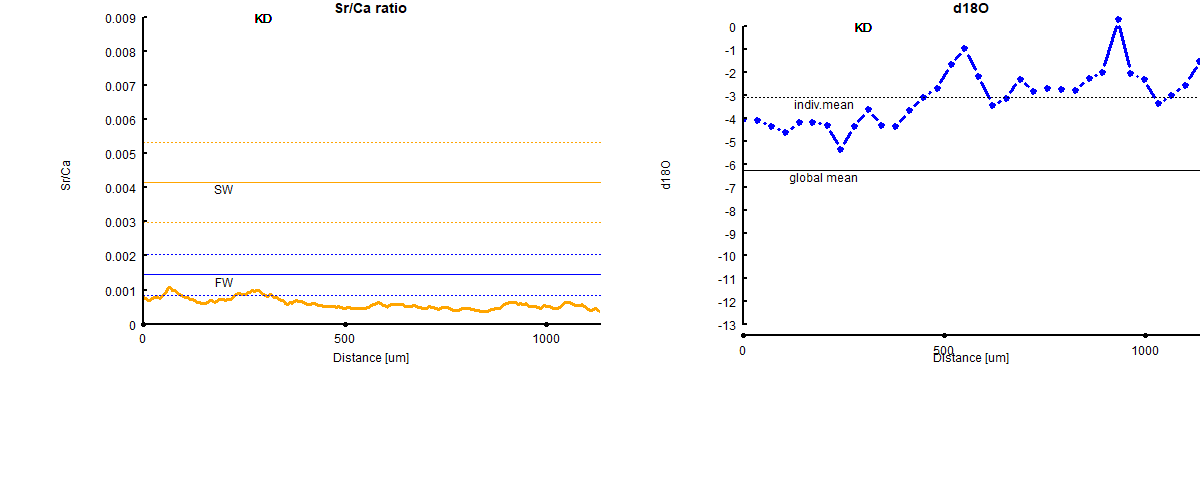 Sr/Ca ratio
KD
0.009
0.008
0.007
0.006
0.005
0.004
0.003
0.002
0.001
0
Sr/Ca
SW
FW
0
500
1000
Distance [um]
d18O
KD
0
-1
-2
-3
-4
-5
-6
-7
-8
-9
-10
-11
-12
-13
d18O
indiv.mean
global mean
0
500
1000
Distance [um]